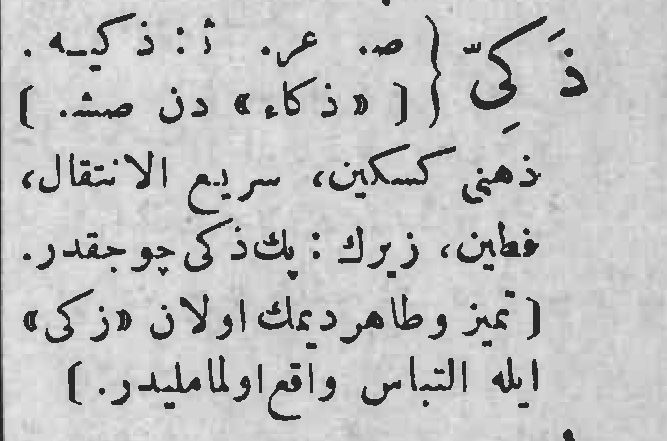 ذَكِىّ { ص. عر. ث : ذكيه.
[ «ذكاء» دن صش. ]
ذهنى كسكين، سريع الانتقال،
فطين، زيرك : پك ذكى چوجقدر.
[ تميز وطاهر ديمك اولان «زكى»
ايله التباس واقع اولمامليدر. ]